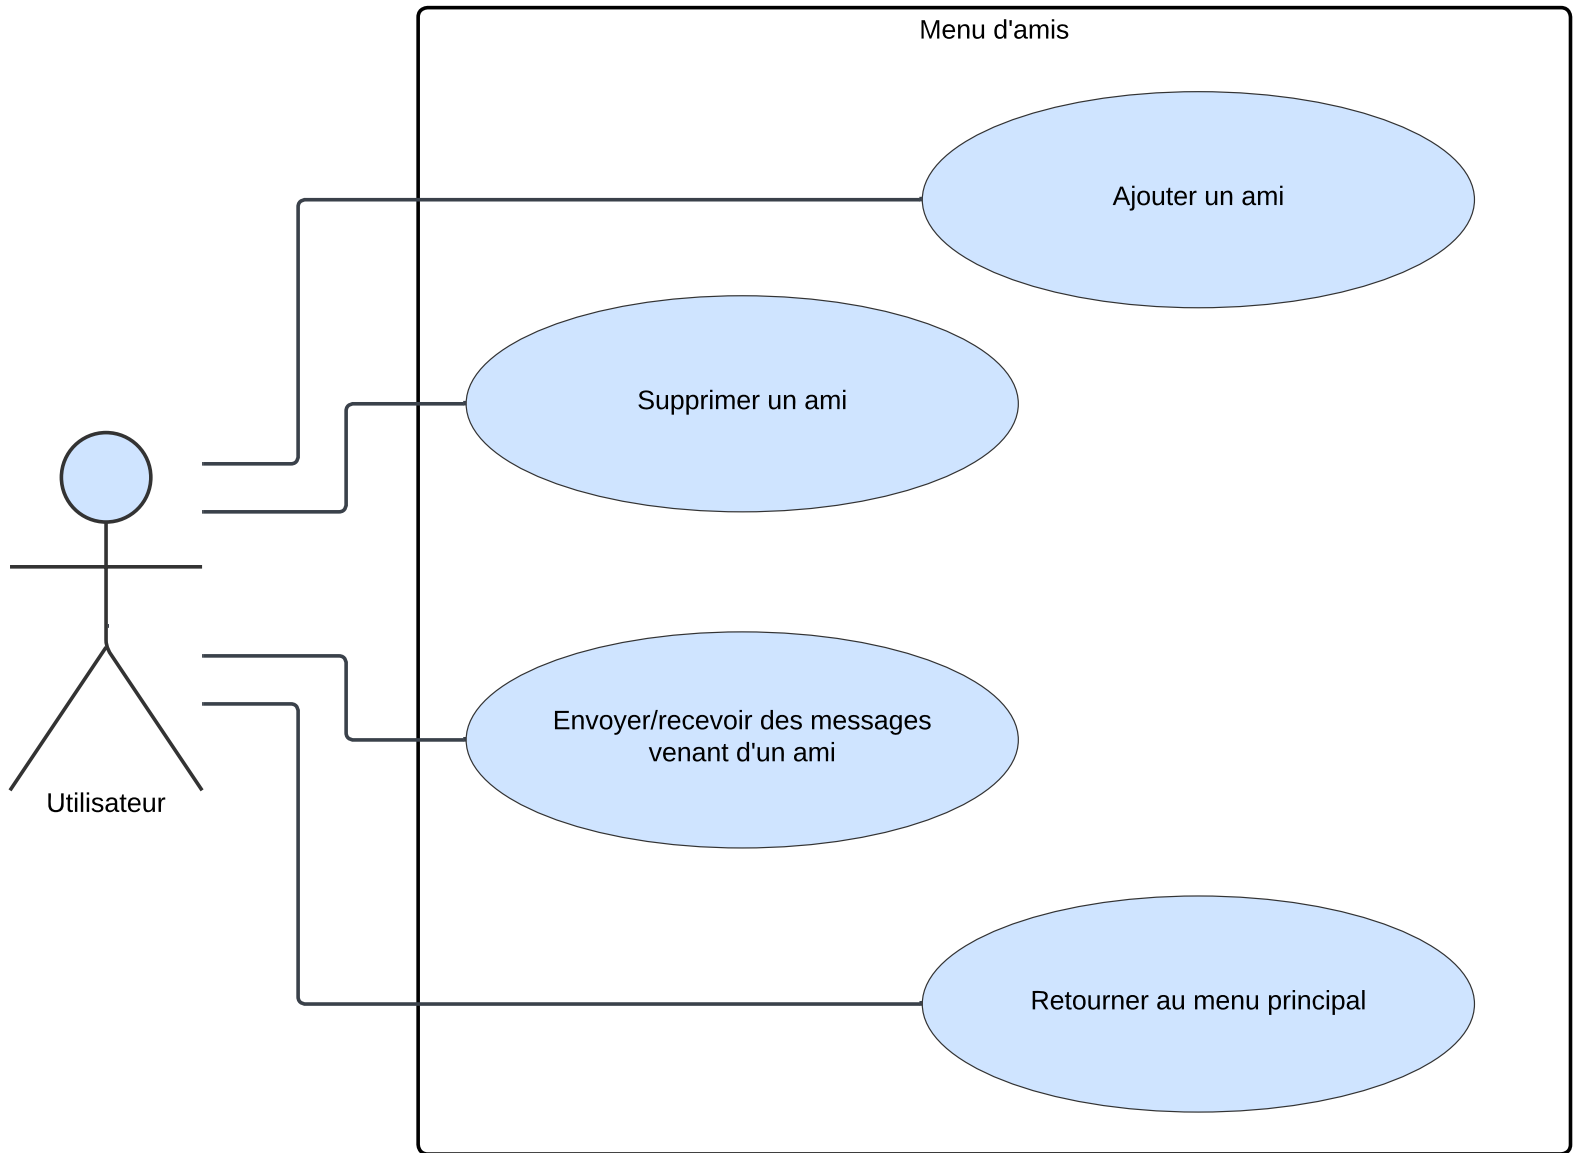 Menu d'amis
Ajouter un ami
Supprimer un ami
Envoyer/recevoir des messages
venant d'un ami
Utilisateur
Retourner au menu principal